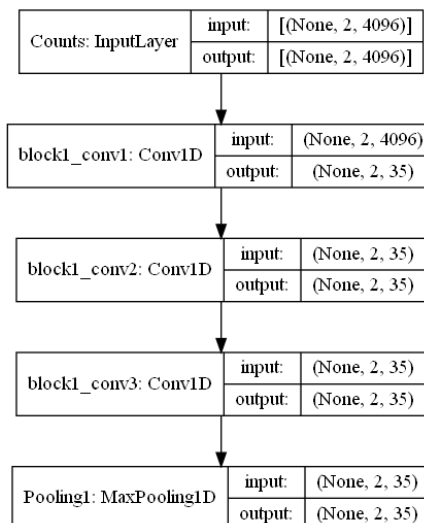 Counts: InputLayer
input: [(None, 2, 4096)]
output: [(None, 2, 4096)]
block1_conv1: Conv1D
input: (None, 2, 4096)
output: (None, 2, 35)
block1_conv2: Conv1D
input: (None, 2, 35)
output: (None, 2, 35)
block1_conv3: Conv1D
input: (None, 2, 35)
output: (None, 2, 35)
Pooling1: MaxPooling1D
input: (None, 2, 35)
output: (None, 2, 35)